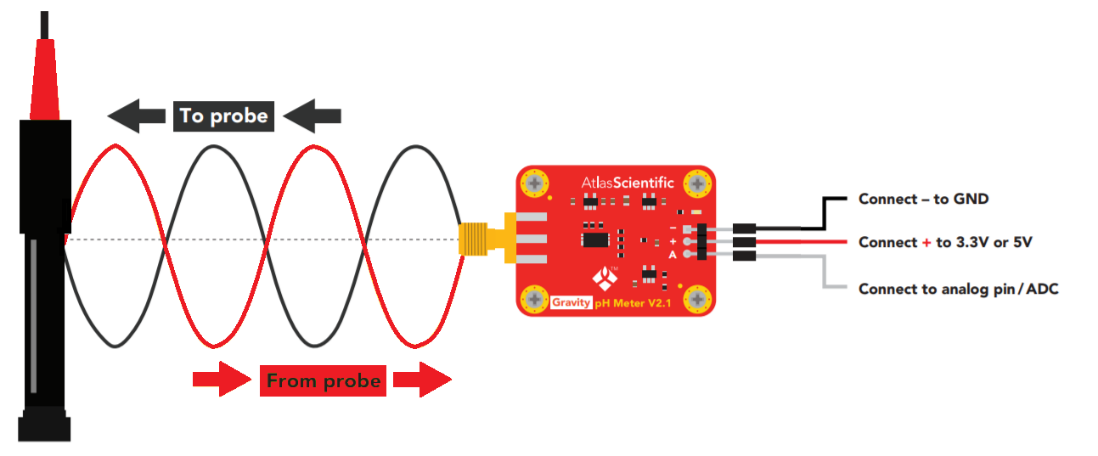 To probe
AtlasScientific
–
+
A
Gravity pH Meter V2.1
From probe
Connect – to GND
Connect + to 3.3V or 5V
Connect to analog pin / ADC